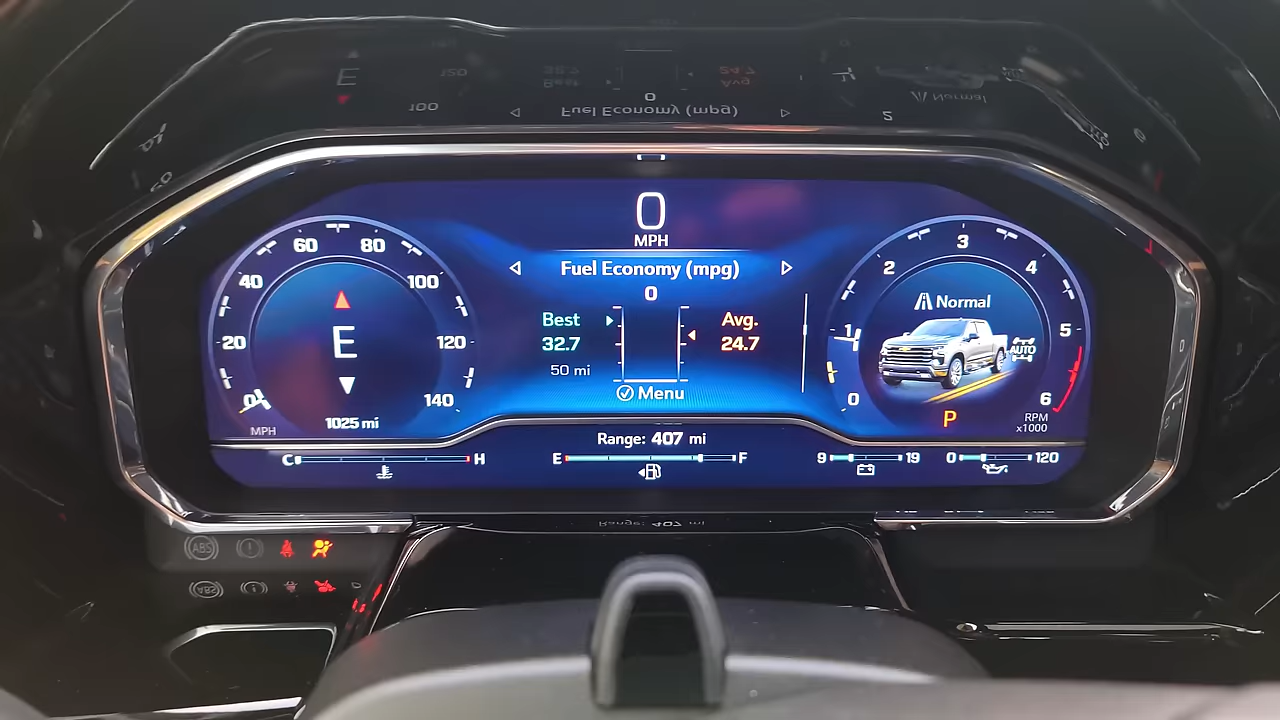 0
MPH
Fuel Economy (mpg)
0
Best
32.7
50 mi
Avg.
24.7
Menu
0
20
40
60
80
100
120
140
MPH
E
1025 mi
0
1
2
3
4
5
6
Normal
AUTO
P
RPM
x1000
Range: 407 mi
C H
E F
9 19
0 120
ABS